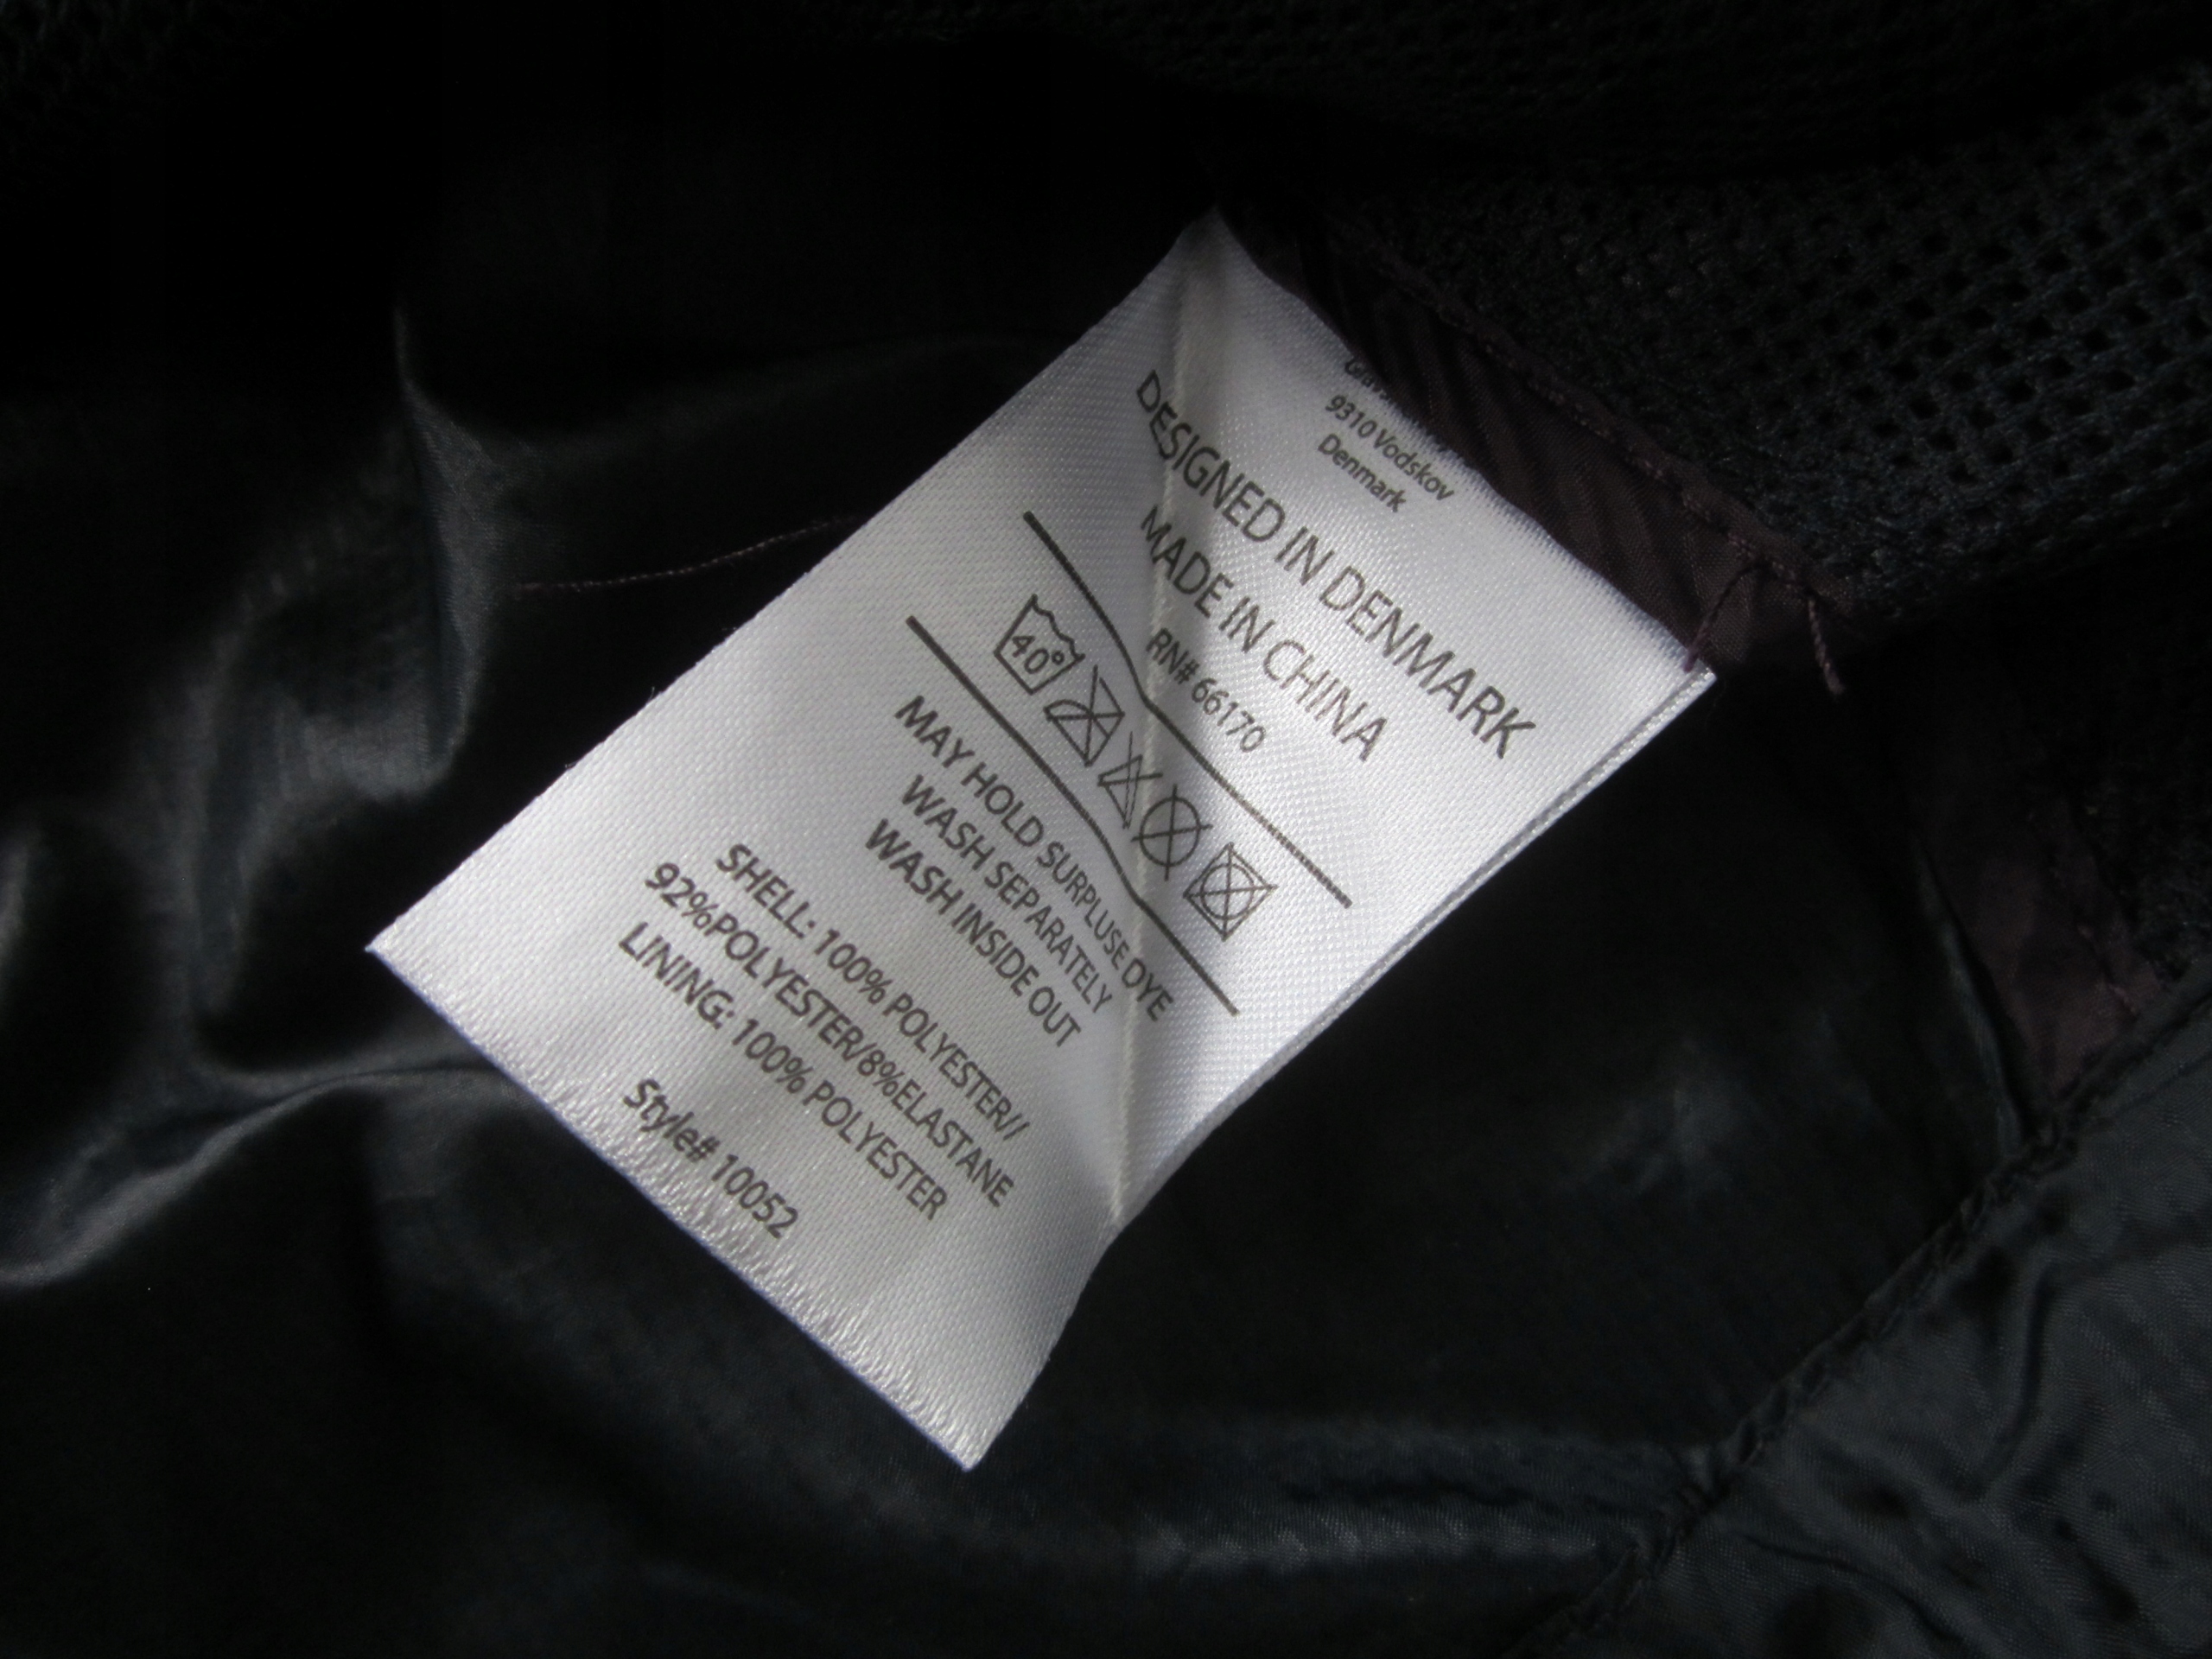 9310 Vodskov
Denmark
DESIGNED IN DENMARK
MADE IN CHINA
RN# 66170
40°
MAY HOLD SURPLUSE DYE
WASH SEPARATELY
WASH INSIDE OUT
SHELL: 100% POLYESTER//
92%POLYESTER/8%ELASTANE
LINING: 100% POLYESTER
Style# 10052